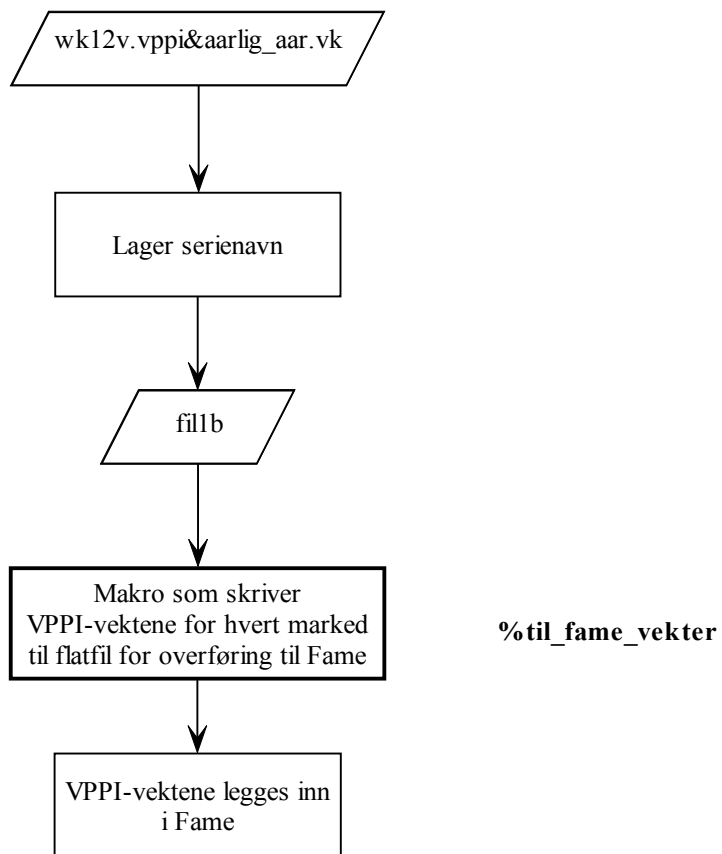 wk12v.vppi&aarlig_aar.vk
Lager serienavn
fil1b
Makro som skriver
VPPI-vektene for hvert marked
til flatfil for overføring til Fame
%til_fame_vekter
VPPI-vektene legges inn
i Fame